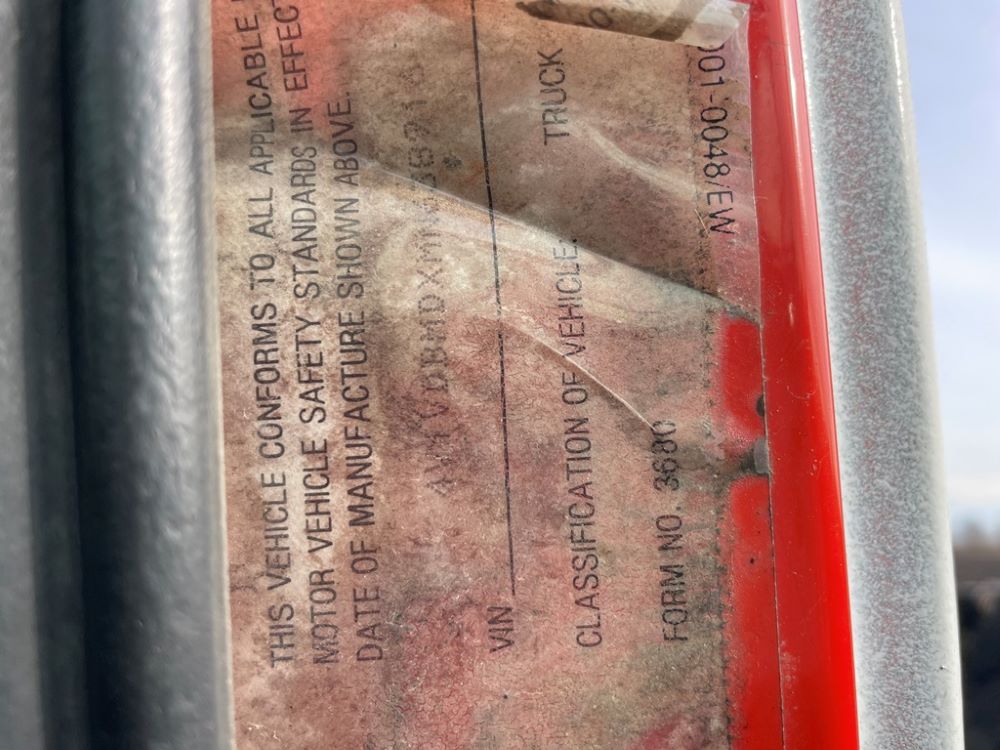 THIS VEHICLE CONFORMS TO ALL APPLICABLE
MOTOR VEHICLE SAFETY STANDARDS IN EFFECT
DATE OF MANUFACTURE SHOWN ABOVE.
VIN
CLASSIFICATION OF VEHICLE. TRUCK
FORM NO. 3680
001-0048/EW